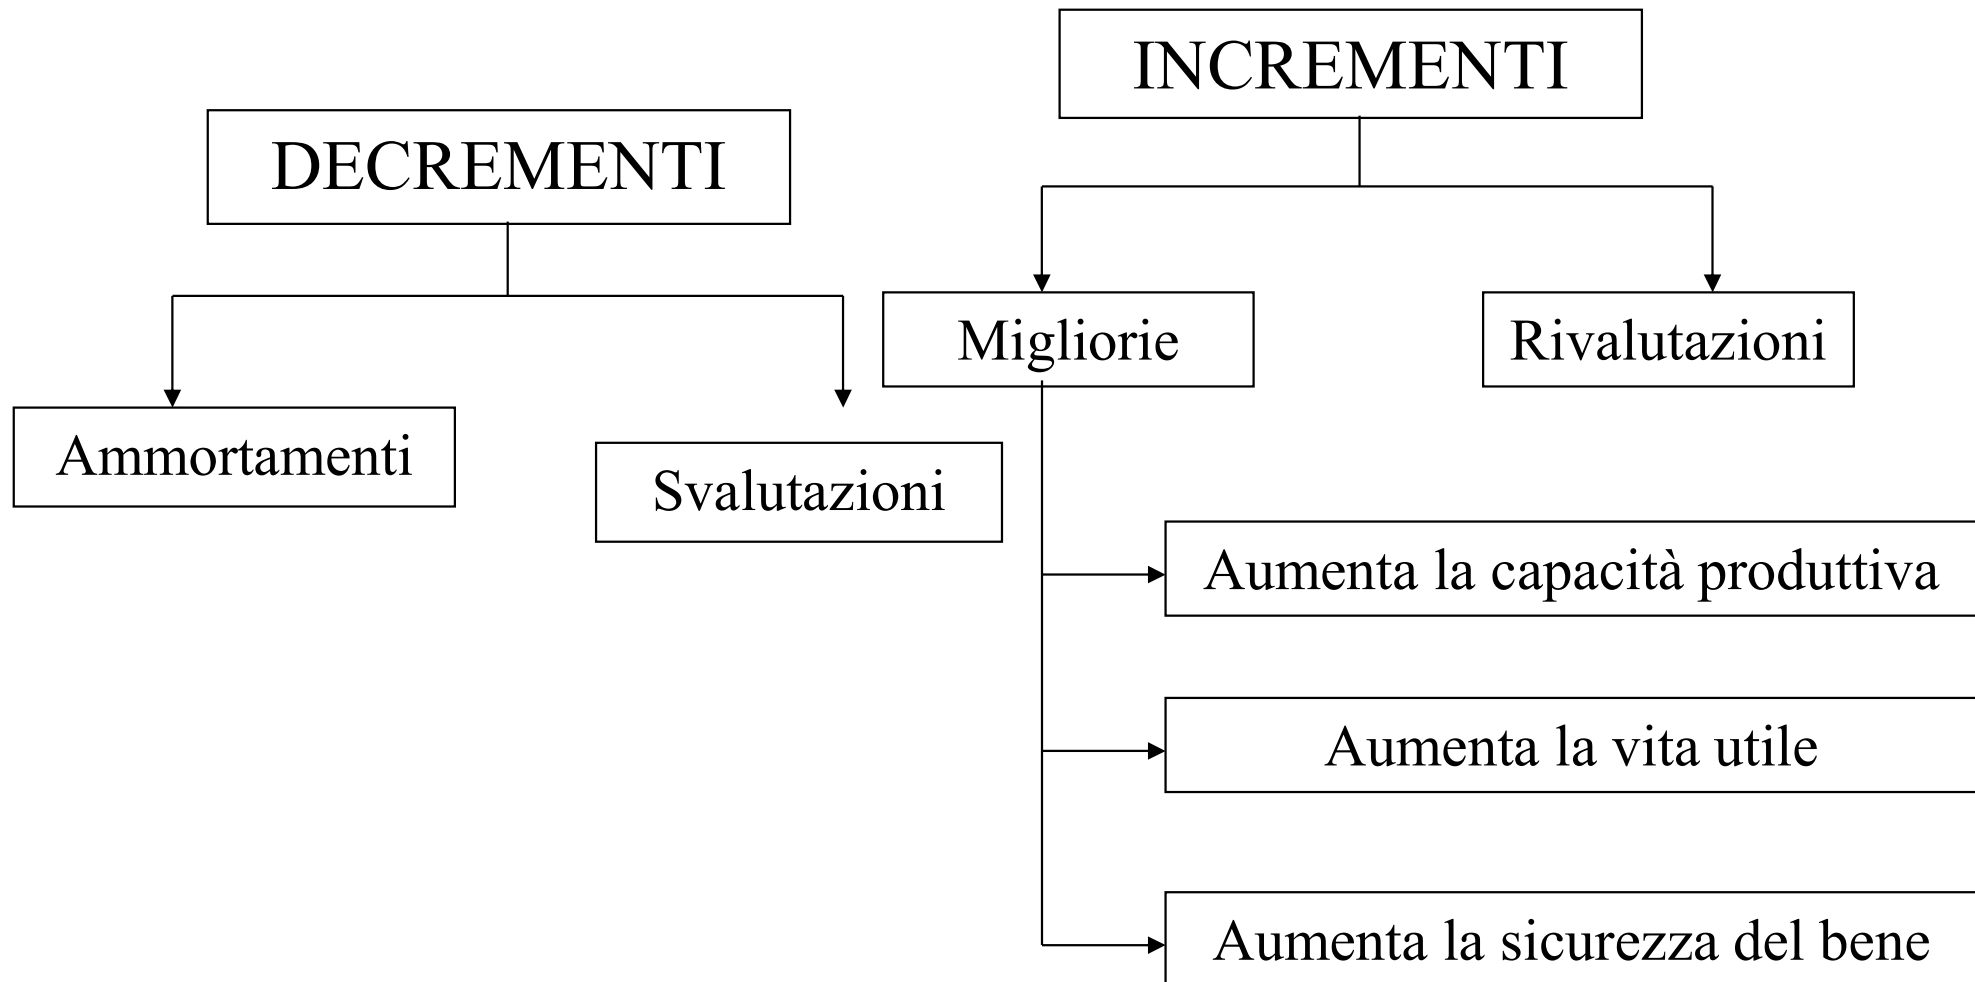 INCREMENTI
DECREMENTI
Migliorie
Rivalutazioni
Ammortamenti
Svalutazioni
Aumenta la capacità produttiva
Aumenta la vita utile
Aumenta la sicurezza del bene